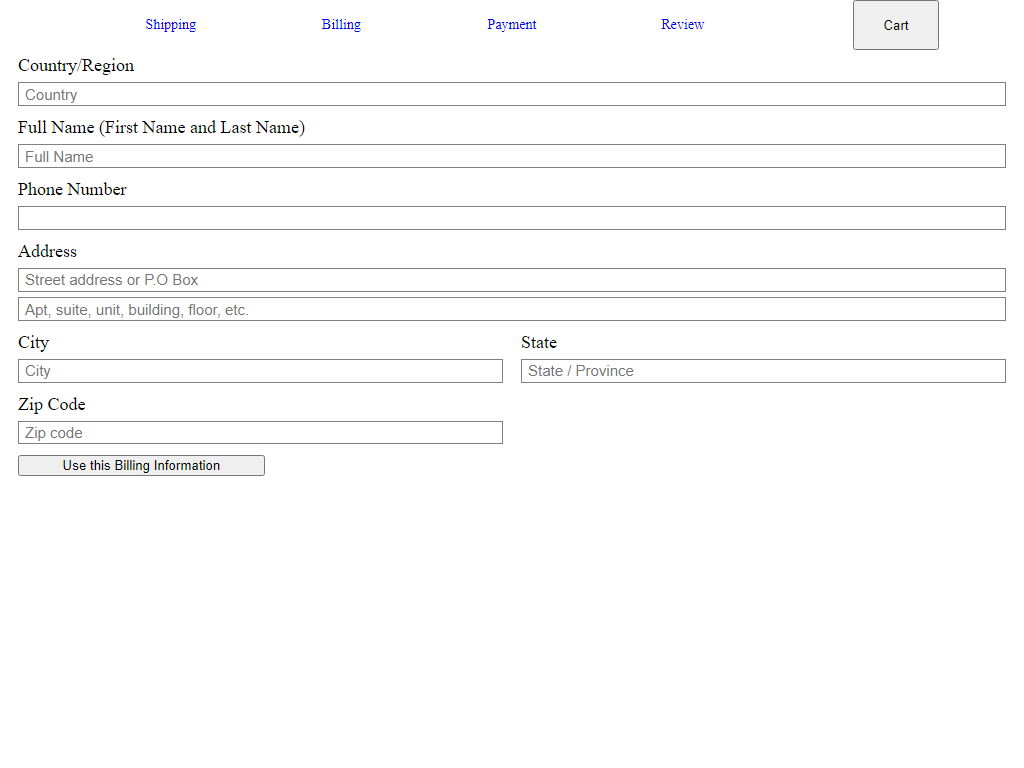 Shipping Billing Payment Review Cart
Country/Region
Country
Full Name (First Name and Last Name)
Full Name
Phone Number
Address
Street address or P.O Box
Apt, suite, unit, building, floor, etc.
City State
City State / Province
Zip Code
Zip code
Use this Billing Information